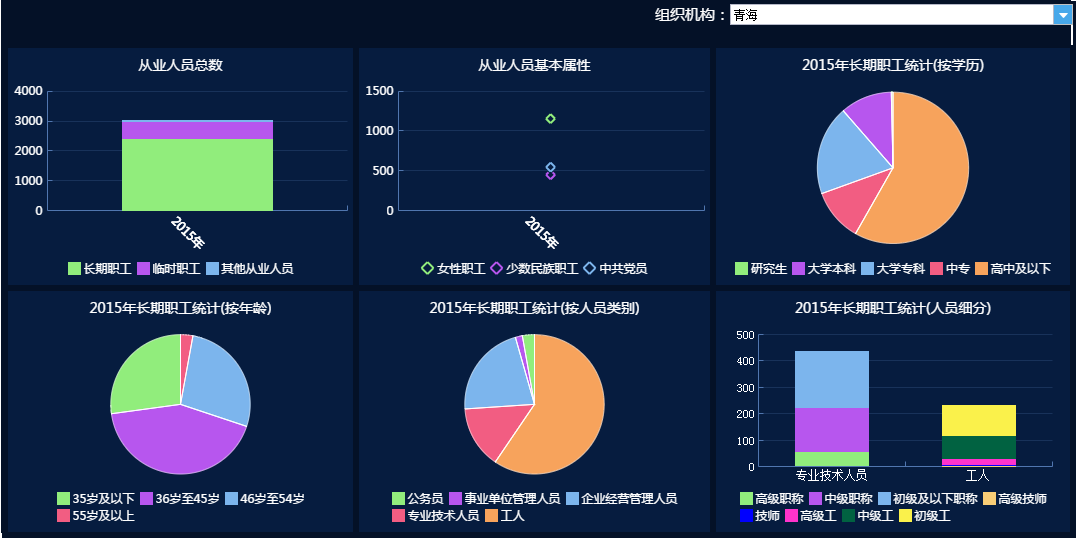 组织机构：青海
从业人员总数
4000
3000
2000
1000
0
2015年
长期职工 临时职工 其他从业人员
从业人员基本属性
1500
1000
500
0
2015年
女性职工 少数民族职工 中共党员
2015年长期职工统计(按学历)
研究生 大学本科 大学专科 中专 高中及以下
2015年长期职工统计(按年龄)
35岁及以下 36岁至45岁 46岁至54岁
55岁及以上
2015年长期职工统计(按人员类别)
公务员 事业单位管理人员 企业经营管理人员
专业技术人员 工人
2015年长期职工统计(人员细分)
500
400
300
200
100
0
专业技术人员 工人
高级职称 中级职称 初级及以下职称 高级技师
技师 高级工 中级工 初级工